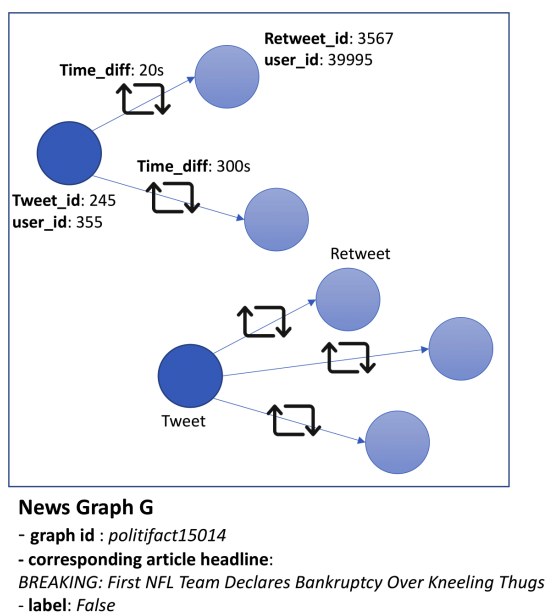 Retweet_id: 3567
user_id: 39995
Time_diff: 20s
Time_diff: 300s
Tweet_id: 245
user_id: 355
Retweet
Tweet
News Graph G
- graph id : politifact15014
- corresponding article headline:
BREAKING: First NFL Team Declares Bankruptcy Over Kneeling Thugs
- label: False